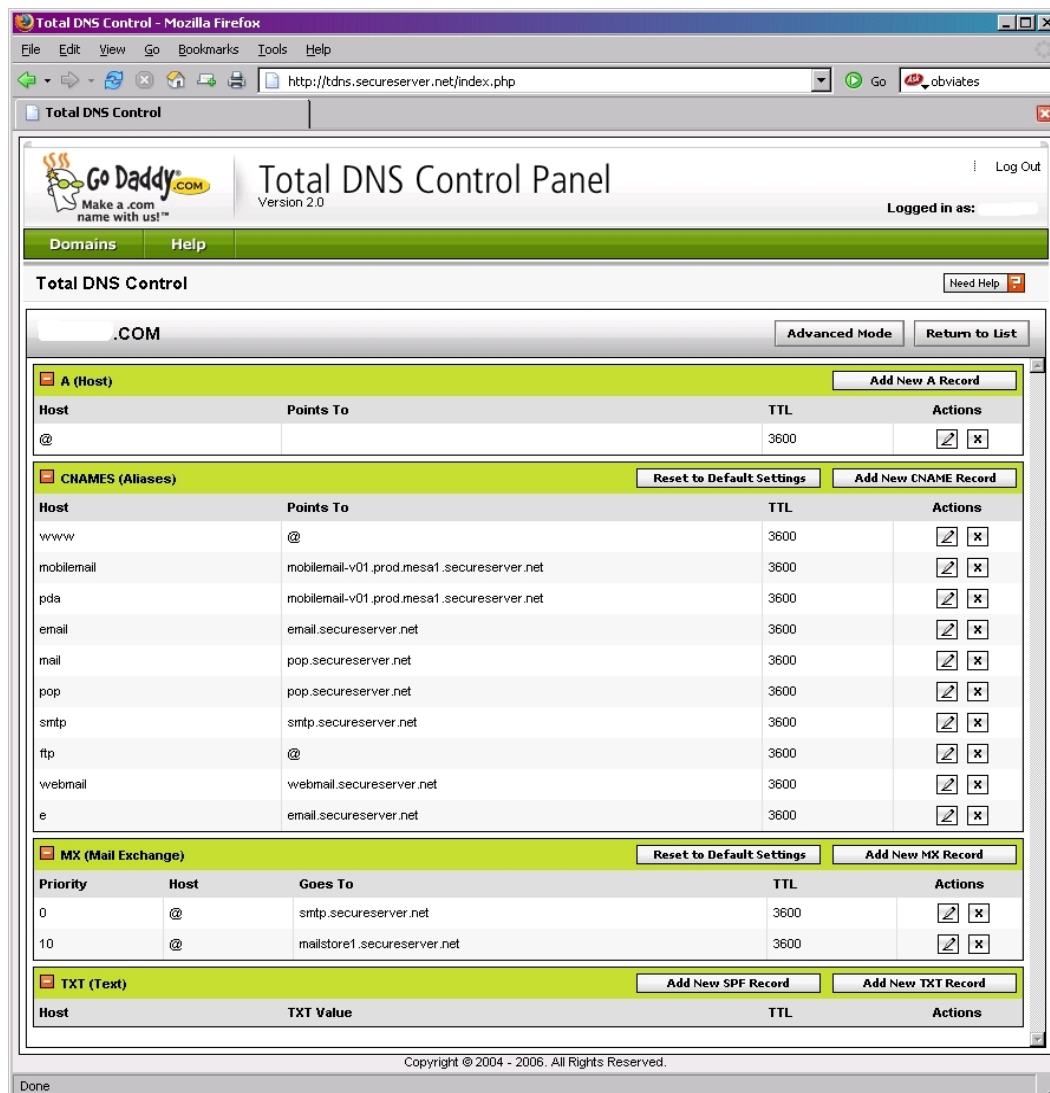 Total DNS Control - Mozilla Firefox
File Edit View Go Bookmarks Tools Help
http://tdns.secureserver.net/index.php Go obviates
Total DNS Control
Go Daddy.COM
Make a .com
name with us!™
Total DNS Control Panel
Version 2.0
Log Out
Logged in as:
Domains Help
Total DNS Control Need Help ?
.COM Advanced Mode Return to List
A (Host) Add New A Record
Host Points To TTL Actions
@ 3600
CNAMES (Aliases) Reset to Default Settings Add New CNAME Record
Host Points To TTL Actions
www @ 3600
mobilemail mobilemail-v01.prod.mesa1.secureserver.net 3600
pda mobilemail-v01.prod.mesa1.secureserver.net 3600
email email.secureserver.net 3600
mail pop.secureserver.net 3600
pop pop.secureserver.net 3600
smtp smtp.secureserver.net 3600
ftp @ 3600
webmail webmail.secureserver.net 3600
e email.secureserver.net 3600
MX (Mail Exchange) Reset to Default Settings Add New MX Record
Priority Host Goes To TTL Actions
0 @ smtp.secureserver.net 3600
10 @ mailstore1.secureserver.net 3600
TXT (Text) Add New SPF Record Add New TXT Record
Host TXT Value TTL Actions
Copyright © 2004 - 2006. All Rights Reserved.
Done